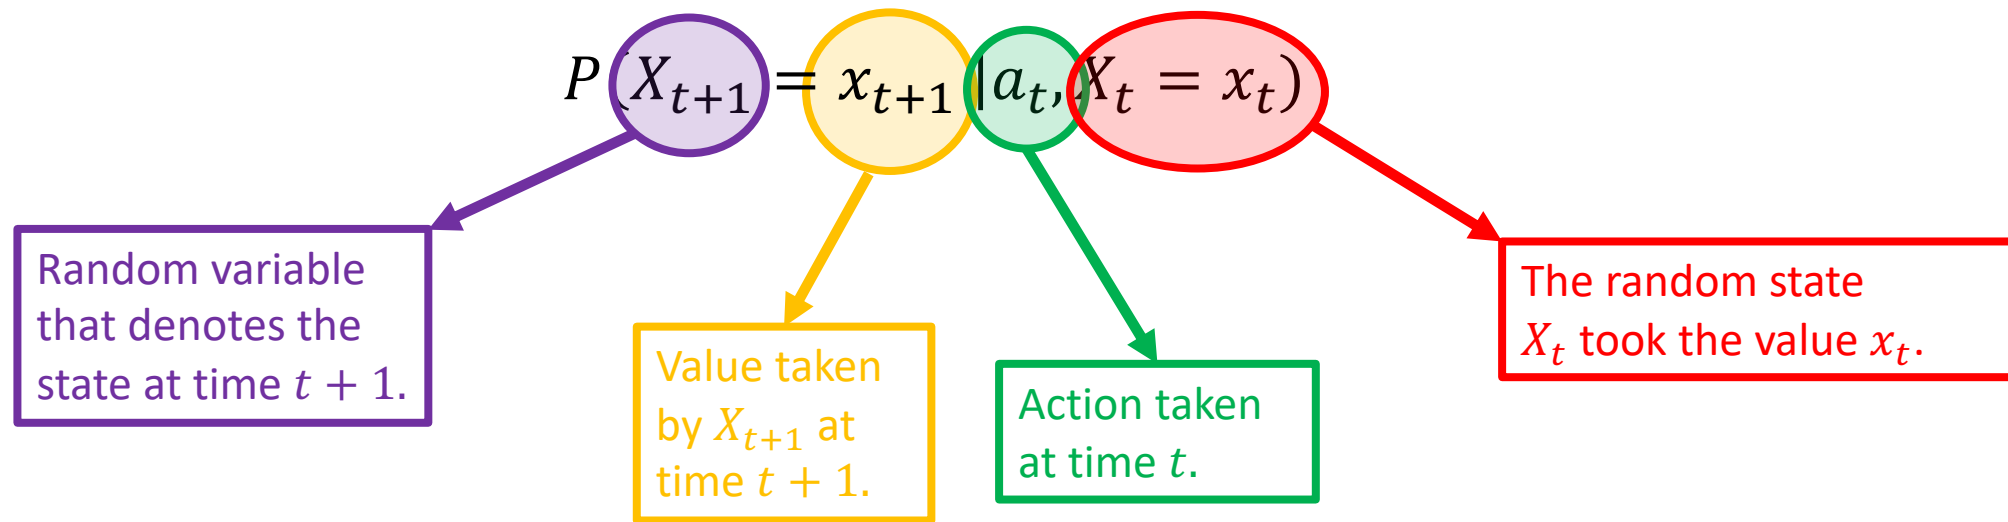 P(X_{t+1} = x_{t+1} |a_t, X_t = x_t)
Random variable
that denotes the
state at time t + 1.
Value taken
by X_{t+1} at
time t + 1.
Action taken
at time t.
The random state
X_t took the value x_t.